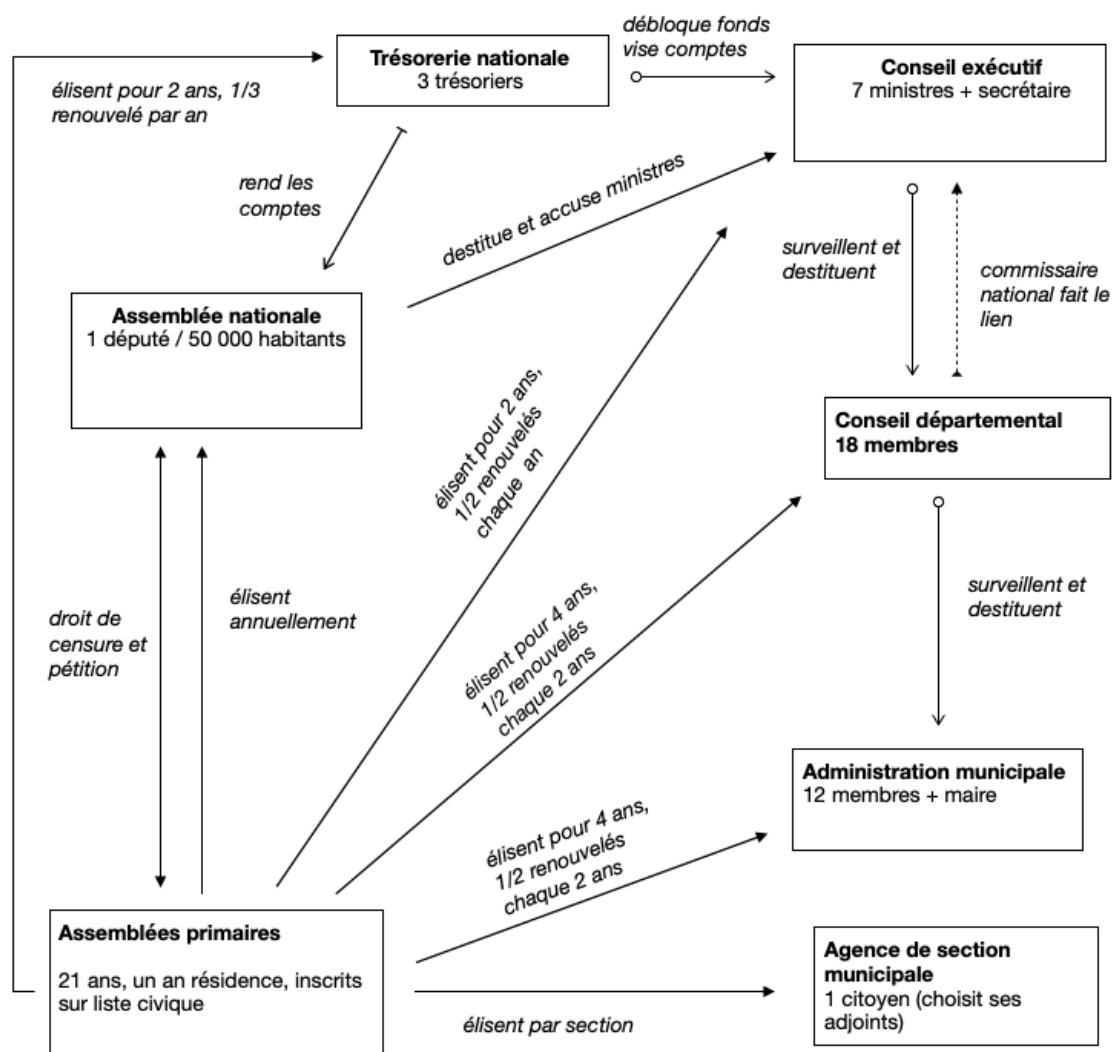 débloque fonds
vise comptes
Trésorerie nationale
3 trésoriers
Conseil exécutif
7 ministres + secrétaire
élisent pour 2 ans, 1/3
renouvelé par an
rend les
comptes
destitue et accuse ministres
surveillent et
destituent
commissaire
national fait le
lien
Assemblée nationale
1 député / 50 000 habitants
élisent pour 2 ans,
1/2 renouvelés
chaque an
Conseil départemental
18 membres
droit de
censure et
pétition
élisent
annuellement
élisent pour 4 ans,
1/2 renouvelés
chaque 2 ans
surveillent et
destituent
Administration municipale
12 membres + maire
élisent pour 4 ans,
1/2 renouvelés
chaque 2 ans
Assemblées primaires
21 ans, un an résidence, inscrits
sur liste civique
élisent par section
Agence de section
municipale
1 citoyen (choisit ses
adjoints)